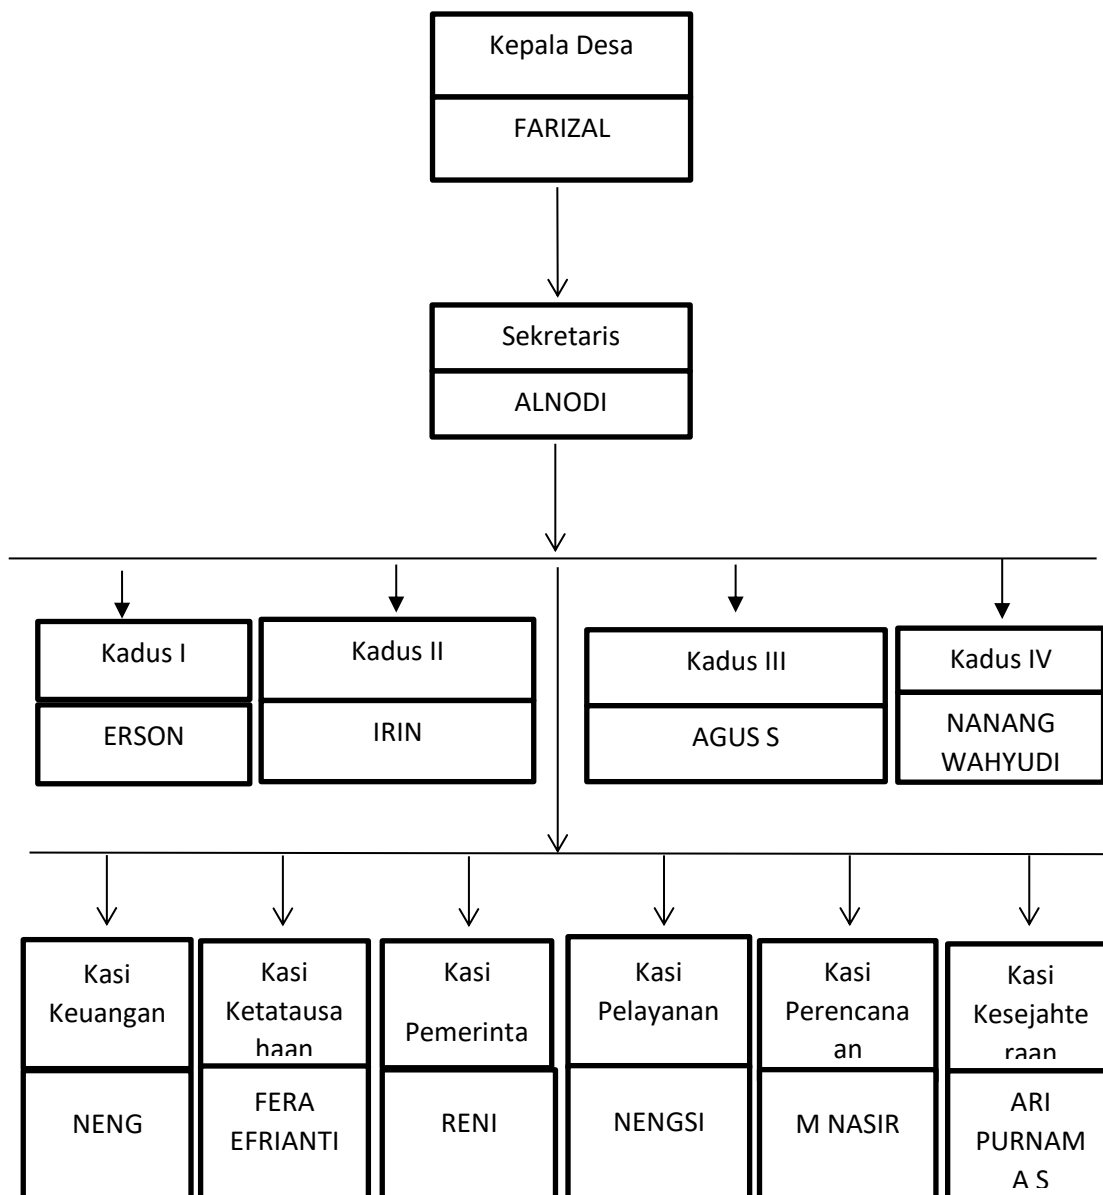 Kepala Desa
FARIZAL
Sekretaris
ALNODI
Kadus I
ERSON
Kadus II
IRIN
Kadus III
AGUS S
Kadus IV
NANANG
WAHYUDI
Kasi
Keuangan
NENG
Kasi
Ketatausa
haan
FERA
EFRIANTI
Kasi
Pemerinta
RENI
Kasi
Pelayanan
NENGSI
Kasi
Perencana
an
M NASIR
Kasi
Kesejahte
raan
ARI
PURNAM
A S